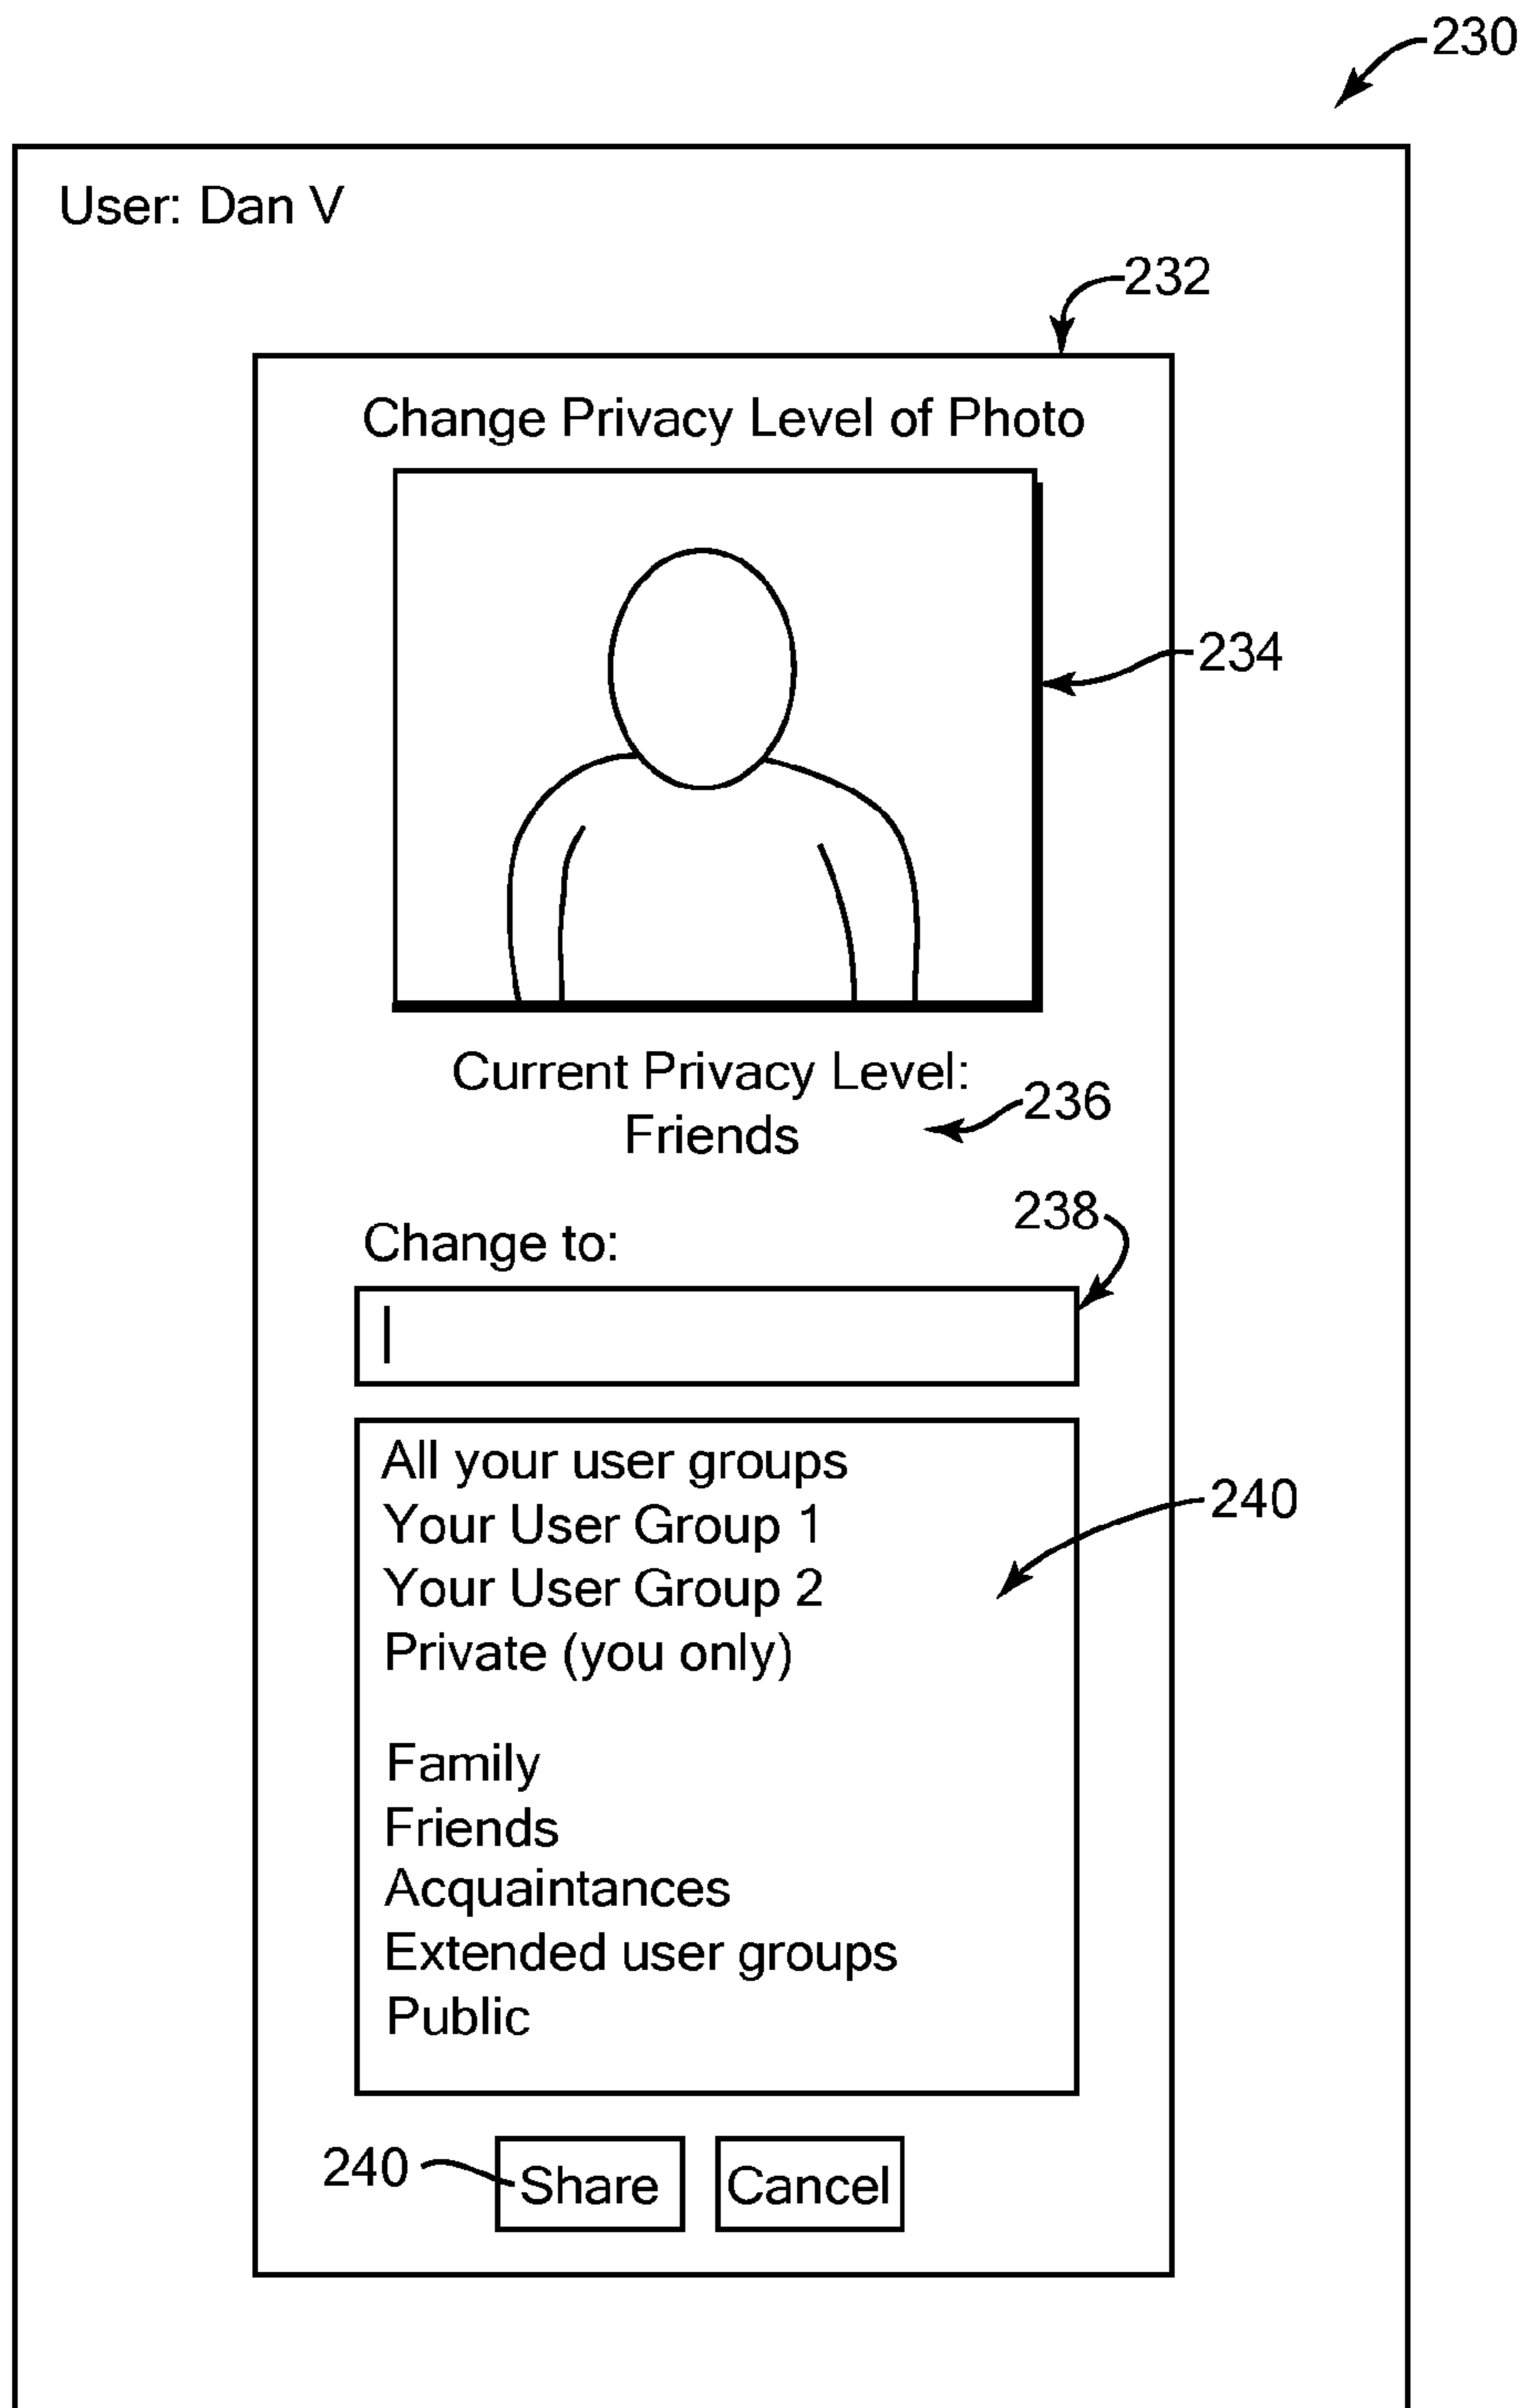 230
User: Dan V
232
Change Privacy Level of Photo
234
Current Privacy Level:
236
Friends
238
Change to:
All your user groups
Your User Group 1
240
Your User Group 2
Private (you only)
Family
Friends
Acquaintances
Extended user groups
Public
240 Share Cancel